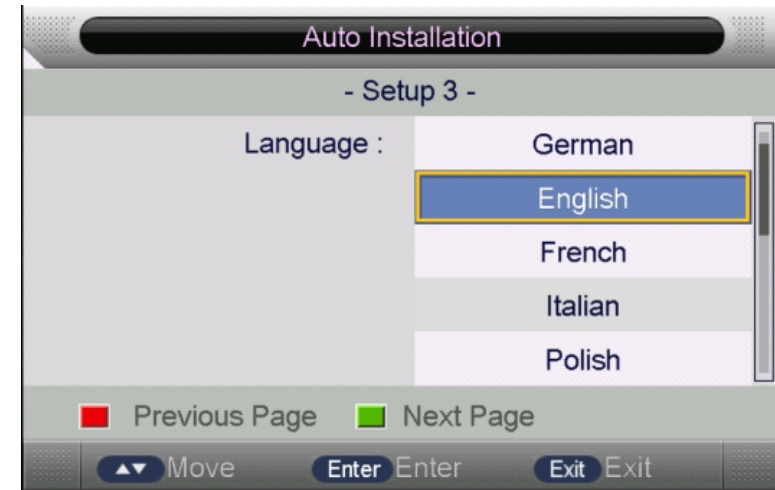 Auto Installation
- Setup 3 -
Language : German
English
French
Italian
Polish
Previous Page Next Page
▲▼ Move Enter Enter Exit Exit